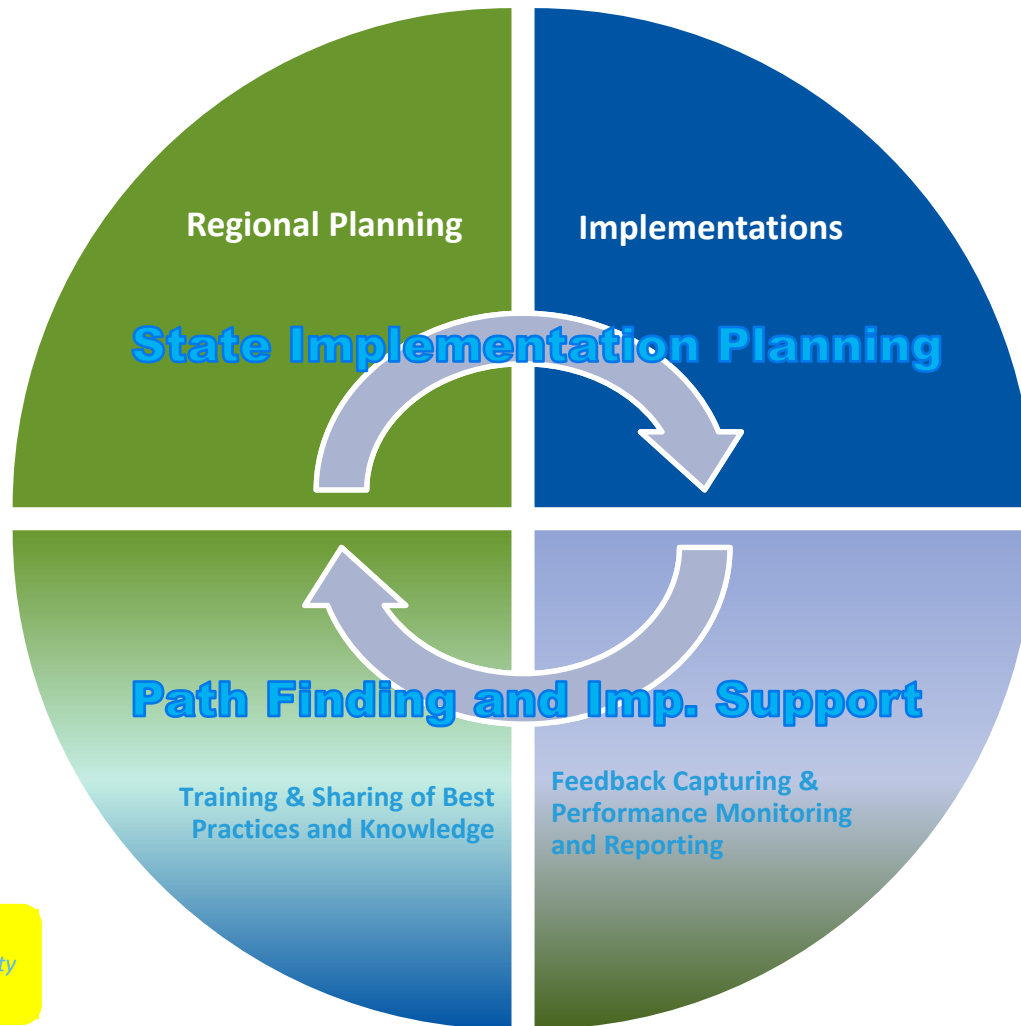 Regional Planning
Implementations
State Implementation Planning
Path Finding and Imp. Support
Training & Sharing of Best
Practices and Knowledge
Feedback Capturing &
Performance Monitoring
and Reporting